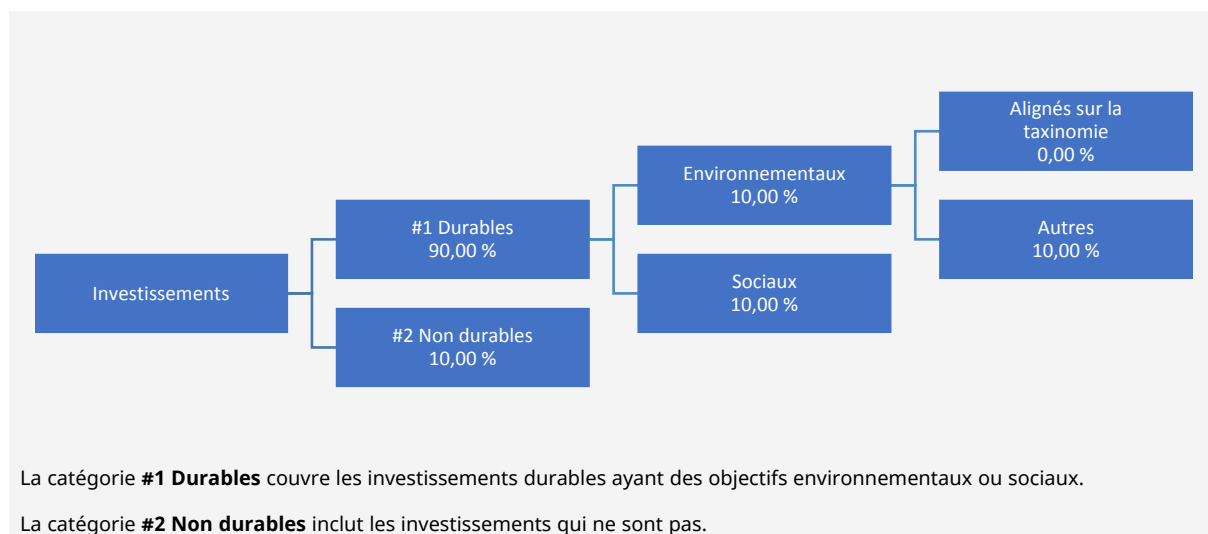 Alignés sur la
taxinomie
0,00 %
Environnementaux
10,00 %
#1 Durables
90,00 %
Autres
10,00 %
Investissements
Sociaux
10,00 %
#2 Non durables
10,00 %
La catégorie #1 Durables couvre les investissements durables ayant des objectifs environnementaux ou sociaux.
La catégorie #2 Non durables inclut les investissements qui ne sont pas.